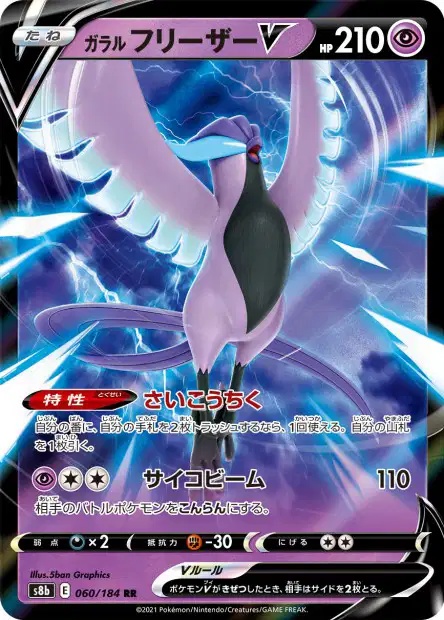 たね
ガラル フリーザーV HP 210
特性 とくせい さいこうちく
自分の番に、自分の手札を2枚トラッシュするなら、1回使える。自分の山札
を1枚引く。
サイコビーム 110
相手のバトルポケモンをこんらんにする。
弱点 ×2 抵抗力 -30 にげる
Illus.5ban Graphics
Vルール
ポケモンVがきぜつしたとき、相手はサイドを2枚とる。
s8b E 060/184 RR
©2021 Pokémon/Nintendo/Creatures/GAME FREAK.